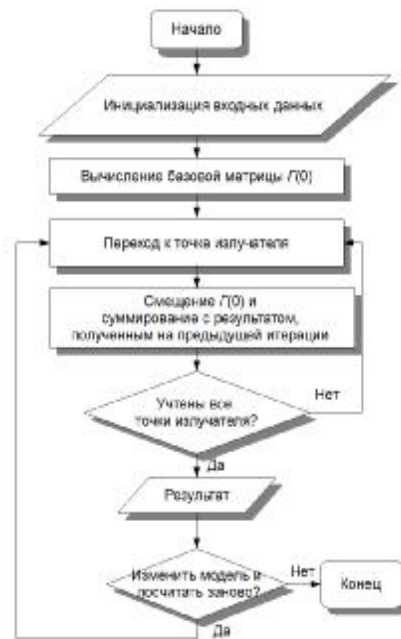 Начало
Инициализация входных данных
Вычисление базовой матрицы Г(0)
Переход к точке излучателя
Смещение Г(0) и
суммирование с результатом,
полученным на предыдущей итерации
Учтены все
точки излучателя?
Нет
Да
Результат
Изменить модель и
посчитать заново?
Нет
Конец
Да